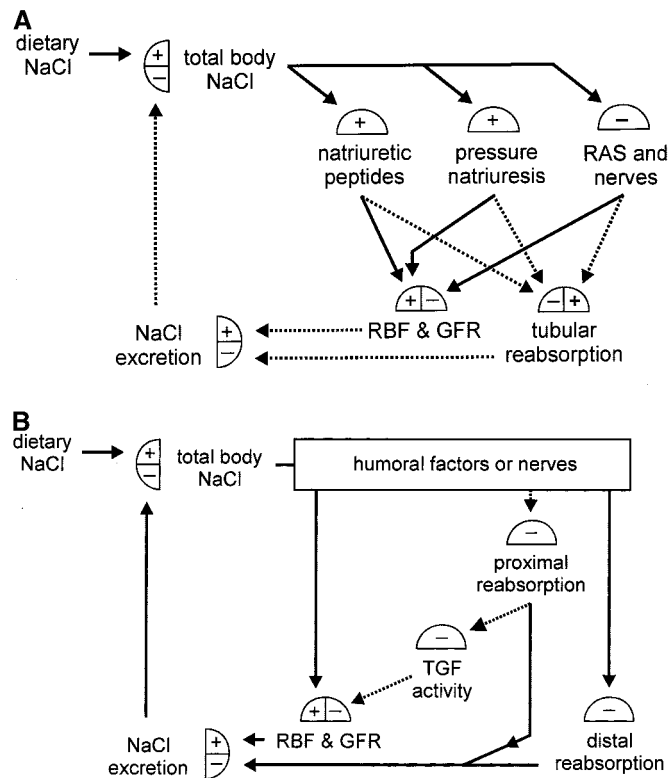 A
dietary
NaCl
+
−
total body
NaCl
+
natriuretic
peptides
+
pressure
natriuresis
−
RAS and
nerves
NaCl
excretion
+
−
+ −
RBF & GFR
− +
tubular
reabsorption
B
dietary
NaCl
+
−
total body
NaCl
humoral factors or nerves
−
proximal
reabsorption
−
TGF
activity
NaCl
excretion
+
−
+ −
RBF & GFR
−
distal
reabsorption